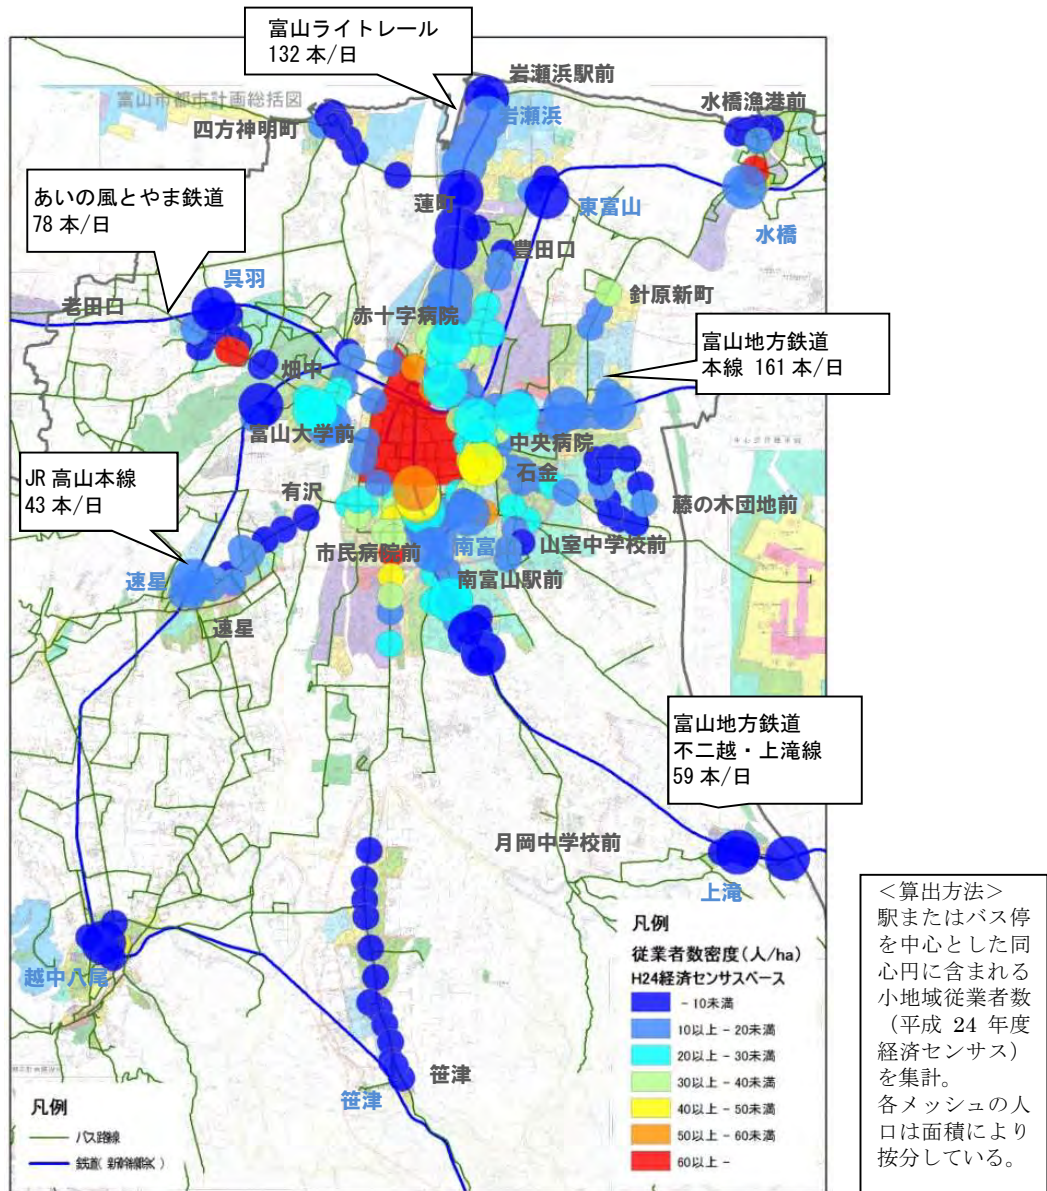 富山ライトレール
132 本/日
岩瀬浜駅前
水橋漁港前
富山市都市計画総括図
四方神明町
岩瀬浜
あいの風とやま鉄道
78 本/日
蓮町
東富山
水橋
豊田口
呉羽
針原新町
老田口
赤十字病院
富山地方鉄道
本線 161 本/日
畑中
富山大学前
中央病院
石金
JR 高山本線
43 本/日
有沢
藤の木団地前
市民病院前
南富山
山室中学校前
速星
南富山駅前
速星
富山地方鉄道
不二越・上滝線
59 本/日
月岡中学校前
上滝
越中八尾
笹津
笹津
凡例
従業者数密度(人/ha)
H24経済センサスベース
- 10未満
10以上 - 20未満
20以上 - 30未満
30以上 - 40未満
40以上 - 50未満
50以上 - 60未満
60以上 -
凡例
バス路線
鉄道(新幹線除く)
<算出方法>
駅またはバス停
を中心とした同
心円に含まれる
小地域従業者数
(平成 24 年度
経済センサス)
を集計。
各メッシュの人
口は面積により
按分している。